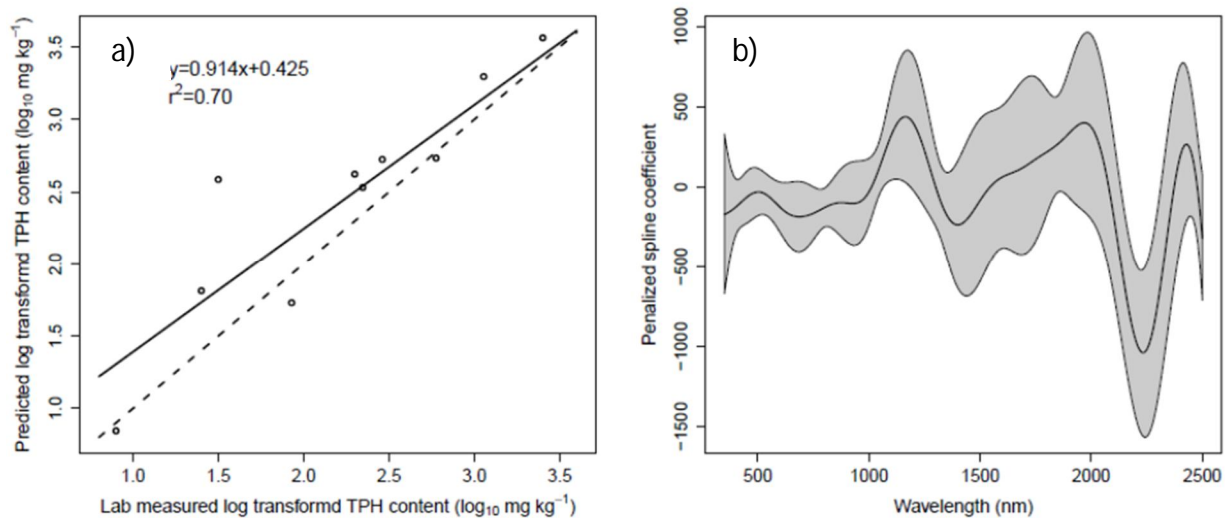 a)
y=0.914x+0.425
r²=0.70
3.5
3.0
2.5
2.0
1.5
1.0
Predicted log transformd TPH content (log₁₀ mg kg⁻¹)
1.0 1.5 2.0 2.5 3.0 3.5
Lab measured log transformd TPH content (log₁₀ mg kg⁻¹)
b)
1000
500
0
-500
-1000
-1500
Penalized spline coefficient
500 1000 1500 2000 2500
Wavelength (nm)